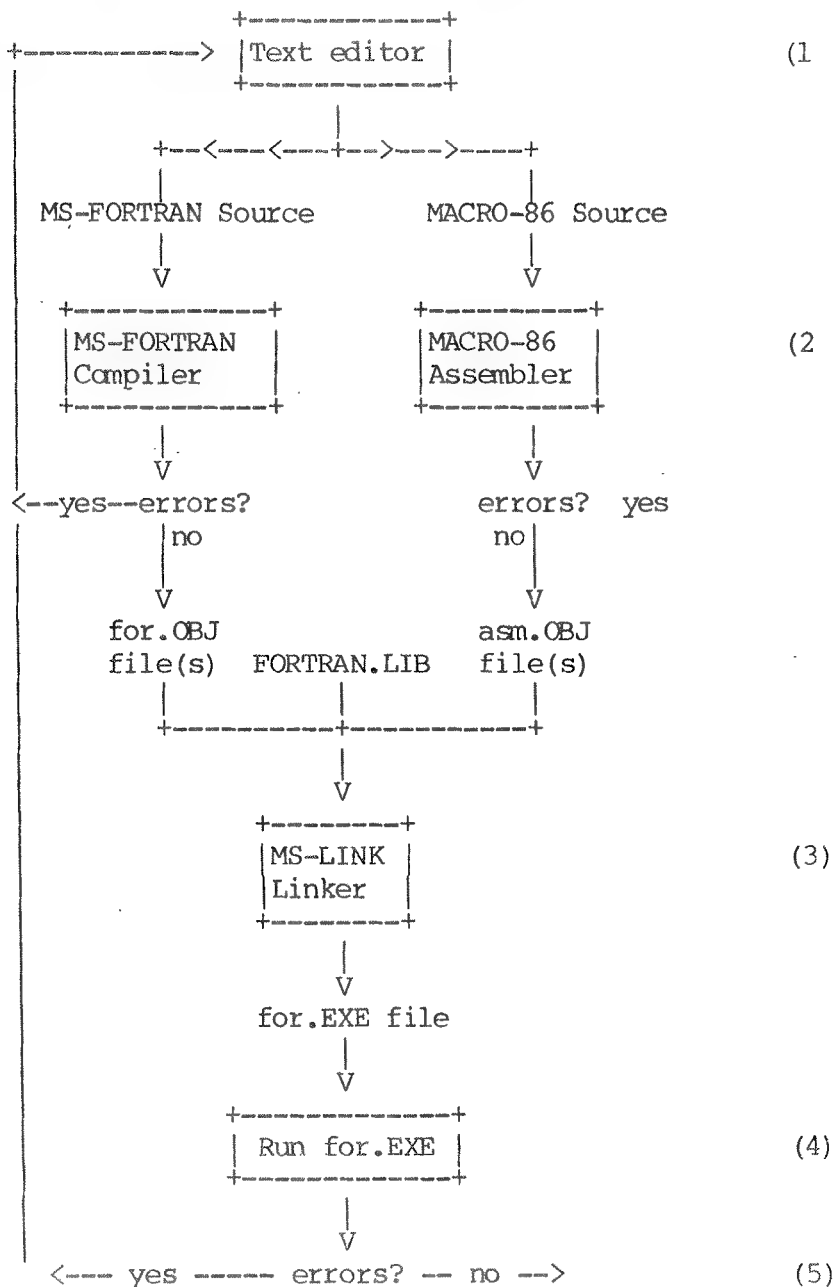 Text editor (1
MS-FORTRAN Source MACRO-86 Source
V V
MS-FORTRAN MACRO-86 (2
Compiler Assembler
V V
<--yes--errors? errors? yes
no no
V V
for.OBJ asm.OBJ
file(s) FORTRAN.LIB file(s)
V
MS-LINK (3)
Linker
V
for.EXE file
V
Run for.EXE (4)
V
<--- yes ----- errors? -- no --> (5)